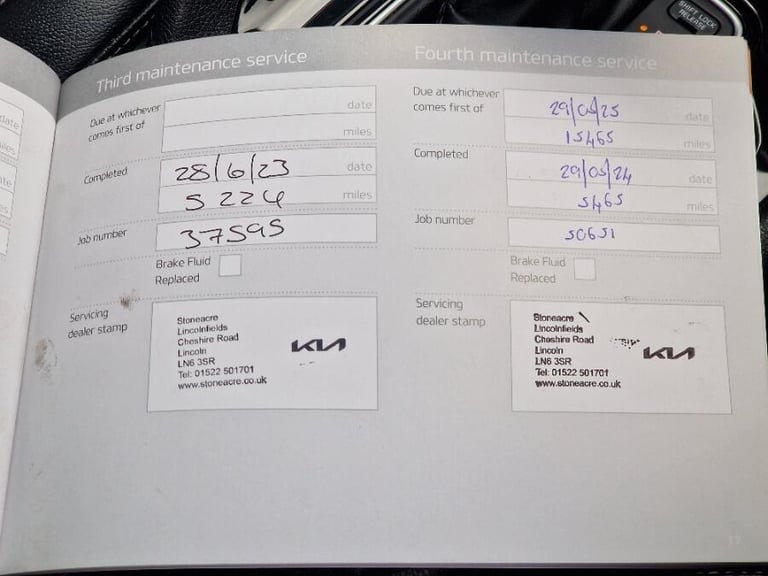 SHIFT LOCK
RELEASE
Third maintenance service
Due at whichever
comes first of
date
miles
Completed
28/6/23 date
5224 miles
Job number
37595
Brake Fluid
Replaced
Servicing
dealer stamp
Stoneacre
Lincolnfields
Cheshire Road
Lincoln
LN6 3SR
Tel: 01522 501701
www.stoneacre.co.uk
KIA
Fourth maintenance service
Due at whichever
comes first of
29/05/25 date
15465 miles
Completed
29/05/24 date
5465 miles
Job number
50651
Brake Fluid
Replaced
Servicing
dealer stamp
Stoneacre
Lincolnfields
Cheshire Road
Lincoln
LN6 3SR
Tel: 01522 501701
www.stoneacre.co.uk
KIA
17